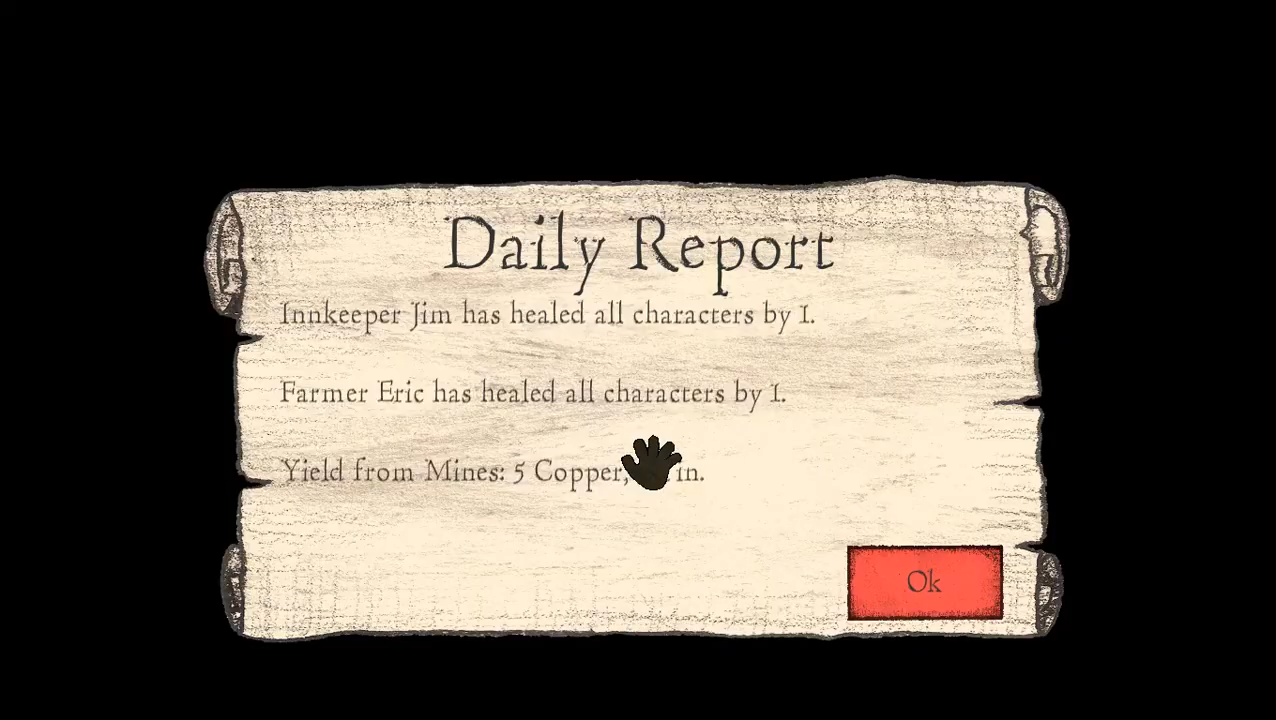 Daily Report
Innkeeper Jim has healed all characters by 1.
Farmer Eric has healed all characters by 1.
Yield from Mines: 5 Copper,
Ok